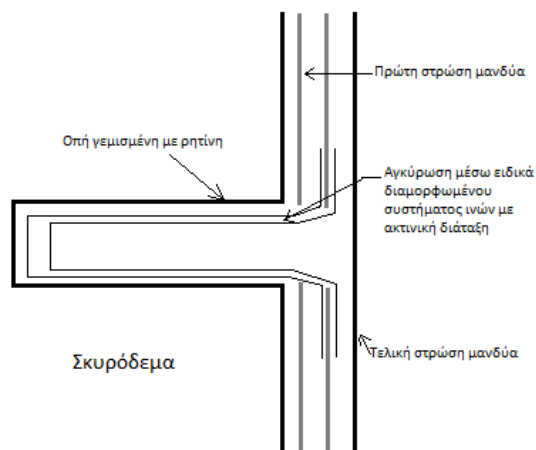 Πρώτη στρώση μανδύα
Οπή γεμισμένη με ρητίνη
Αγκύρωση μέσω ειδικά
διαμορφωμένου
συστήματος ινών με
ακτινική διάταξη
Τελική στρώση μανδύα
Σκυρόδεμα